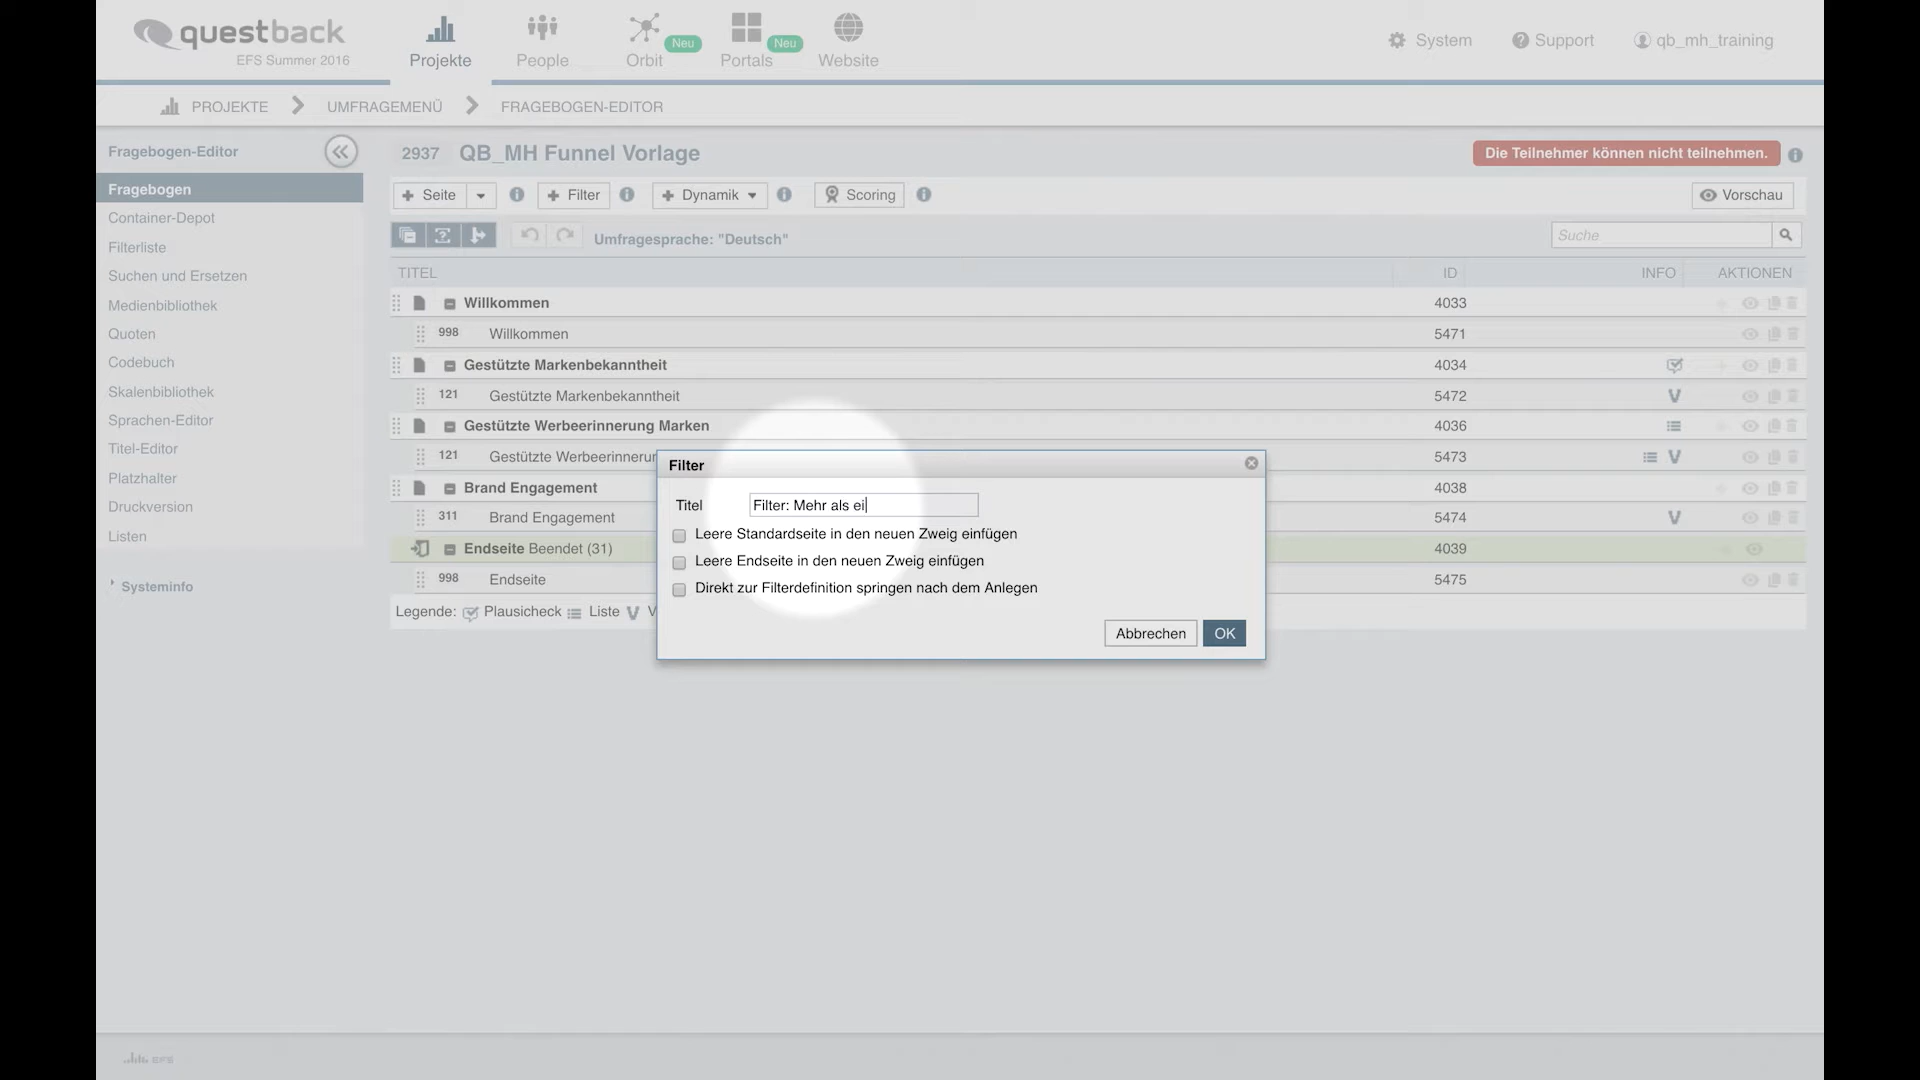 questback
EFS Summer 2016
Projekte
People
Orbit
Neu
Portals
Neu
Website
System
Support
qb_mh_training
PROJEKTE
UMFRAGEMENÜ
FRAGEBOGEN-EDITOR
Fragebogen-Editor
2937 QB_MH Funnel Vorlage
Die Teilnehmer können nicht teilnehmen.
Fragebogen
Container-Depot
Filterliste
Suchen und Ersetzen
Medienbibliothek
Quoten
Codebuch
Skalenbibliothek
Sprachen-Editor
Titel-Editor
Platzhalter
Druckversion
Listen
Systeminfo
Seite
Filter
Dynamik
Scoring
Vorschau
Umfragesprache: "Deutsch"
Suche
TITEL ID INFO AKTIONEN
Willkommen 4033
998 Willkommen 5471
Gestützte Markenbekanntheit 4034
121 Gestützte Markenbekanntheit 5472
Gestützte Werbeerinnerung Marken 4036
121 Gestützte Werbeerinnerun 5473
Brand Engagement 4038
311 Brand Engagement 5474
Endseite Beendet (31) 4039
998 Endseite 5475
Legende: Plausicheck Liste V
Filter
Titel Filter: Mehr als ei
Leere Standardseite in den neuen Zweig einfügen
Leere Endseite in den neuen Zweig einfügen
Direkt zur Filterdefinition springen nach dem Anlegen
Abbrechen OK
EFS